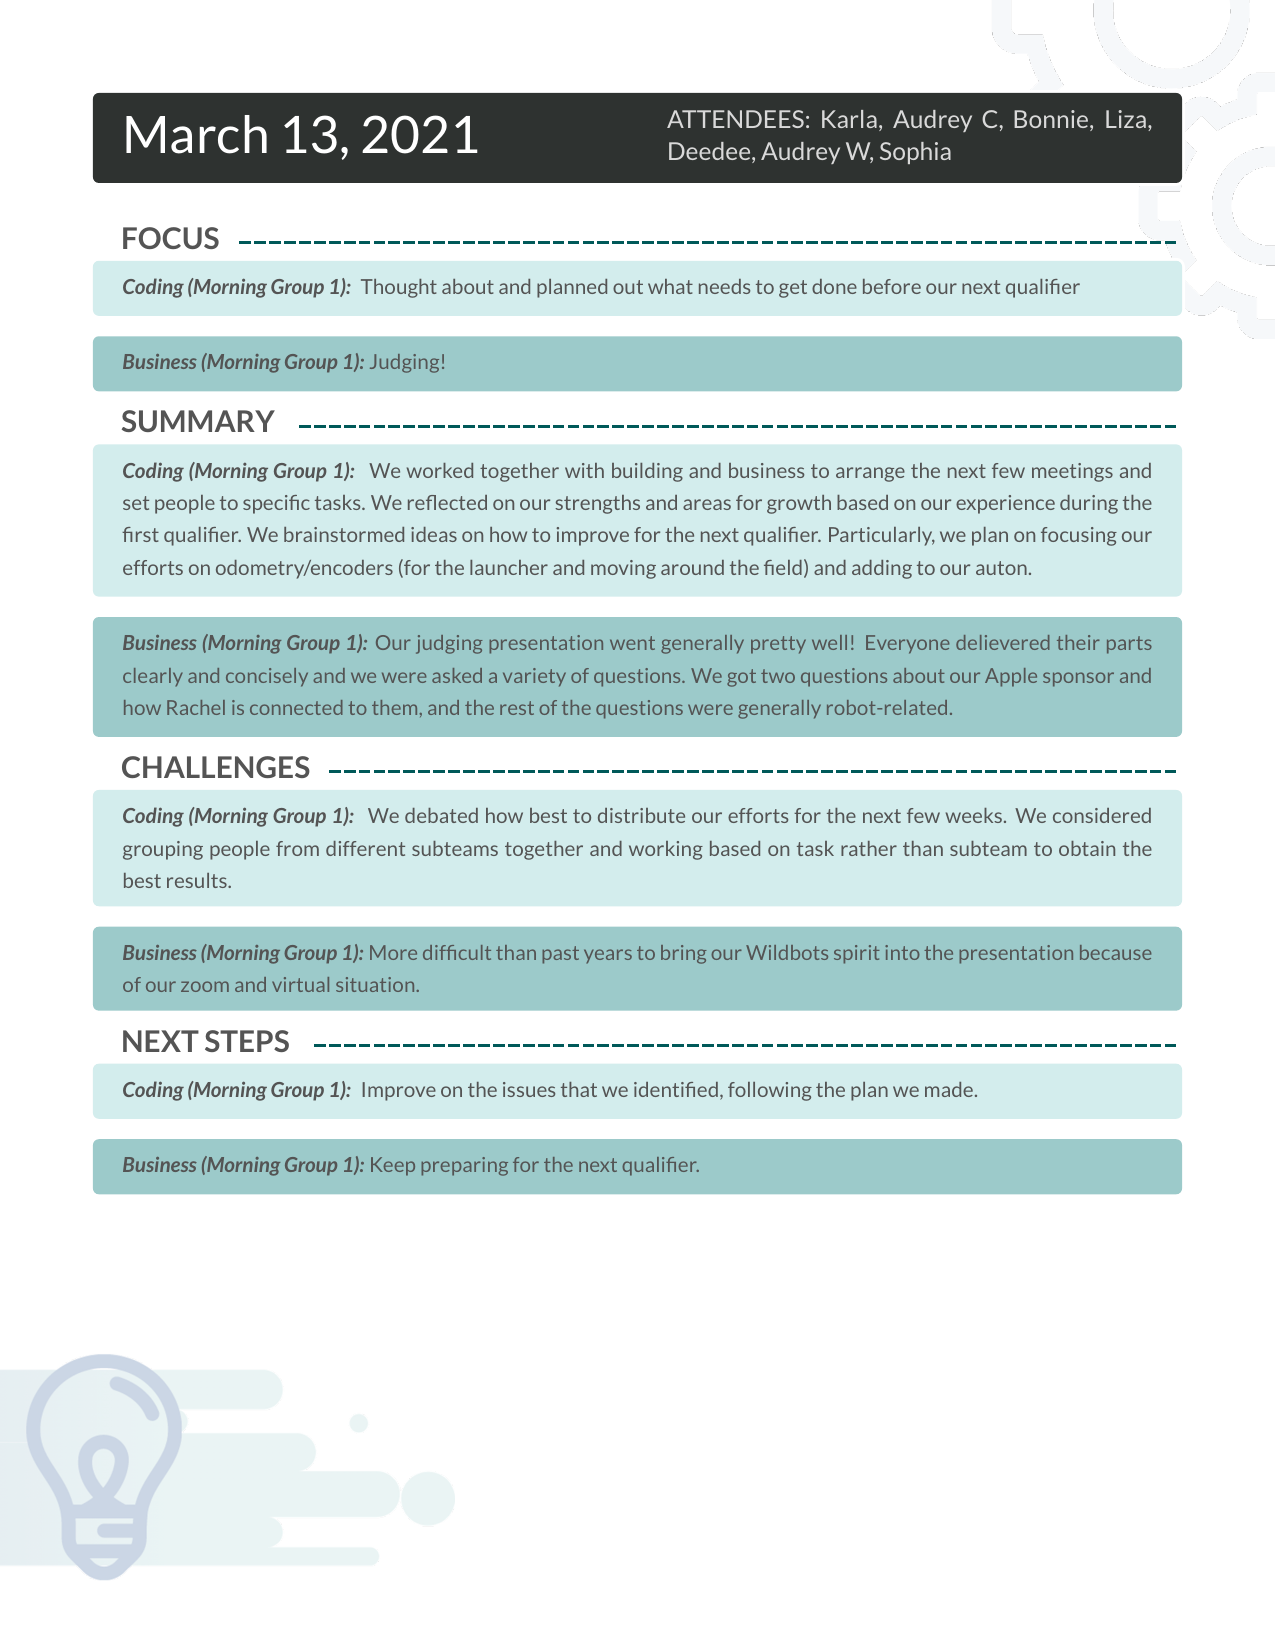 March 13, 2021
ATTENDEES: Karla, Audrey C, Bonnie, Liza,
Deedee, Audrey W, Sophia
FOCUS
Coding (Morning Group 1): Thought about and planned out what needs to get done before our next qualifier
Business (Morning Group 1): Judging!
SUMMARY
Coding (Morning Group 1): We worked together with building and business to arrange the next few meetings and
set people to specific tasks. We reflected on our strengths and areas for growth based on our experience during the
first qualifier. We brainstormed ideas on how to improve for the next qualifier. Particularly, we plan on focusing our
efforts on odometry/encoders (for the launcher and moving around the field) and adding to our auton.
Business (Morning Group 1): Our judging presentation went generally pretty well! Everyone delievered their parts
clearly and concisely and we were asked a variety of questions. We got two questions about our Apple sponsor and
how Rachel is connected to them, and the rest of the questions were generally robot-related.
CHALLENGES
Coding (Morning Group 1): We debated how best to distribute our efforts for the next few weeks. We considered
grouping people from different subteams together and working based on task rather than subteam to obtain the
best results.
Business (Morning Group 1): More difficult than past years to bring our Wildbots spirit into the presentation because
of our zoom and virtual situation.
NEXT STEPS
Coding (Morning Group 1): Improve on the issues that we identified, following the plan we made.
Business (Morning Group 1): Keep preparing for the next qualifier.